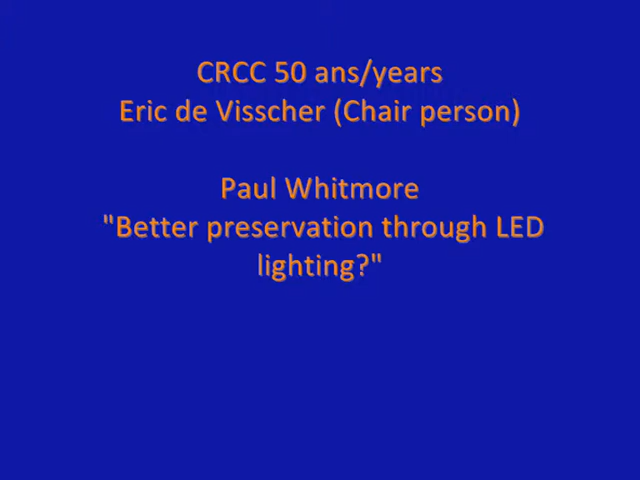 CRCC 50 ans/years
Eric de Visscher (Chair person)
Paul Whitmore
"Better preservation through LED
lighting?"